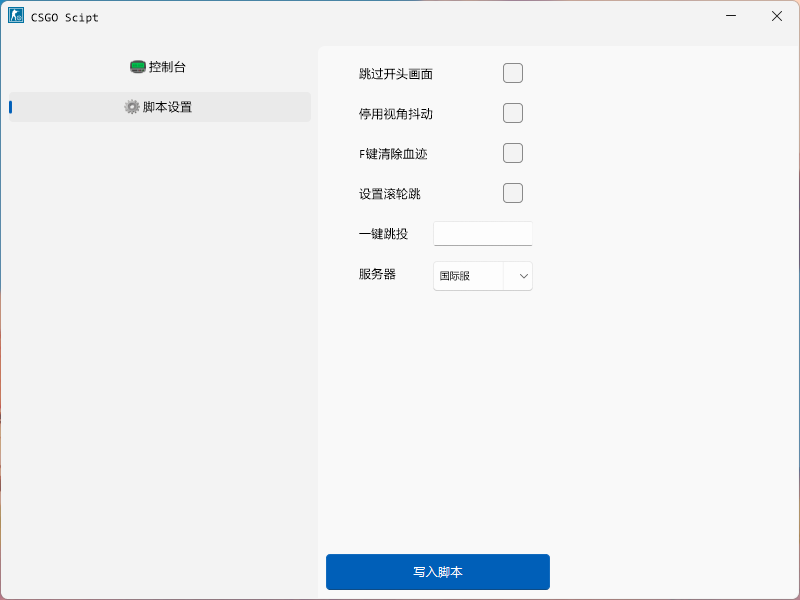 CSGO Scipt
控制台
脚本设置
跳过开头画面
停用视角抖动
F键清除血迹
设置滚轮跳
一键跳投
服务器
国际服
写入脚本